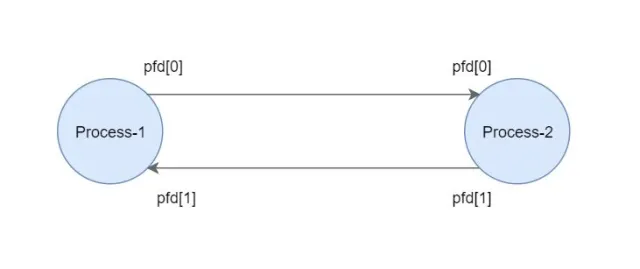 pfd[0]
pfd[0]
Process-1
Process-2
pfd[1]
pfd[1]